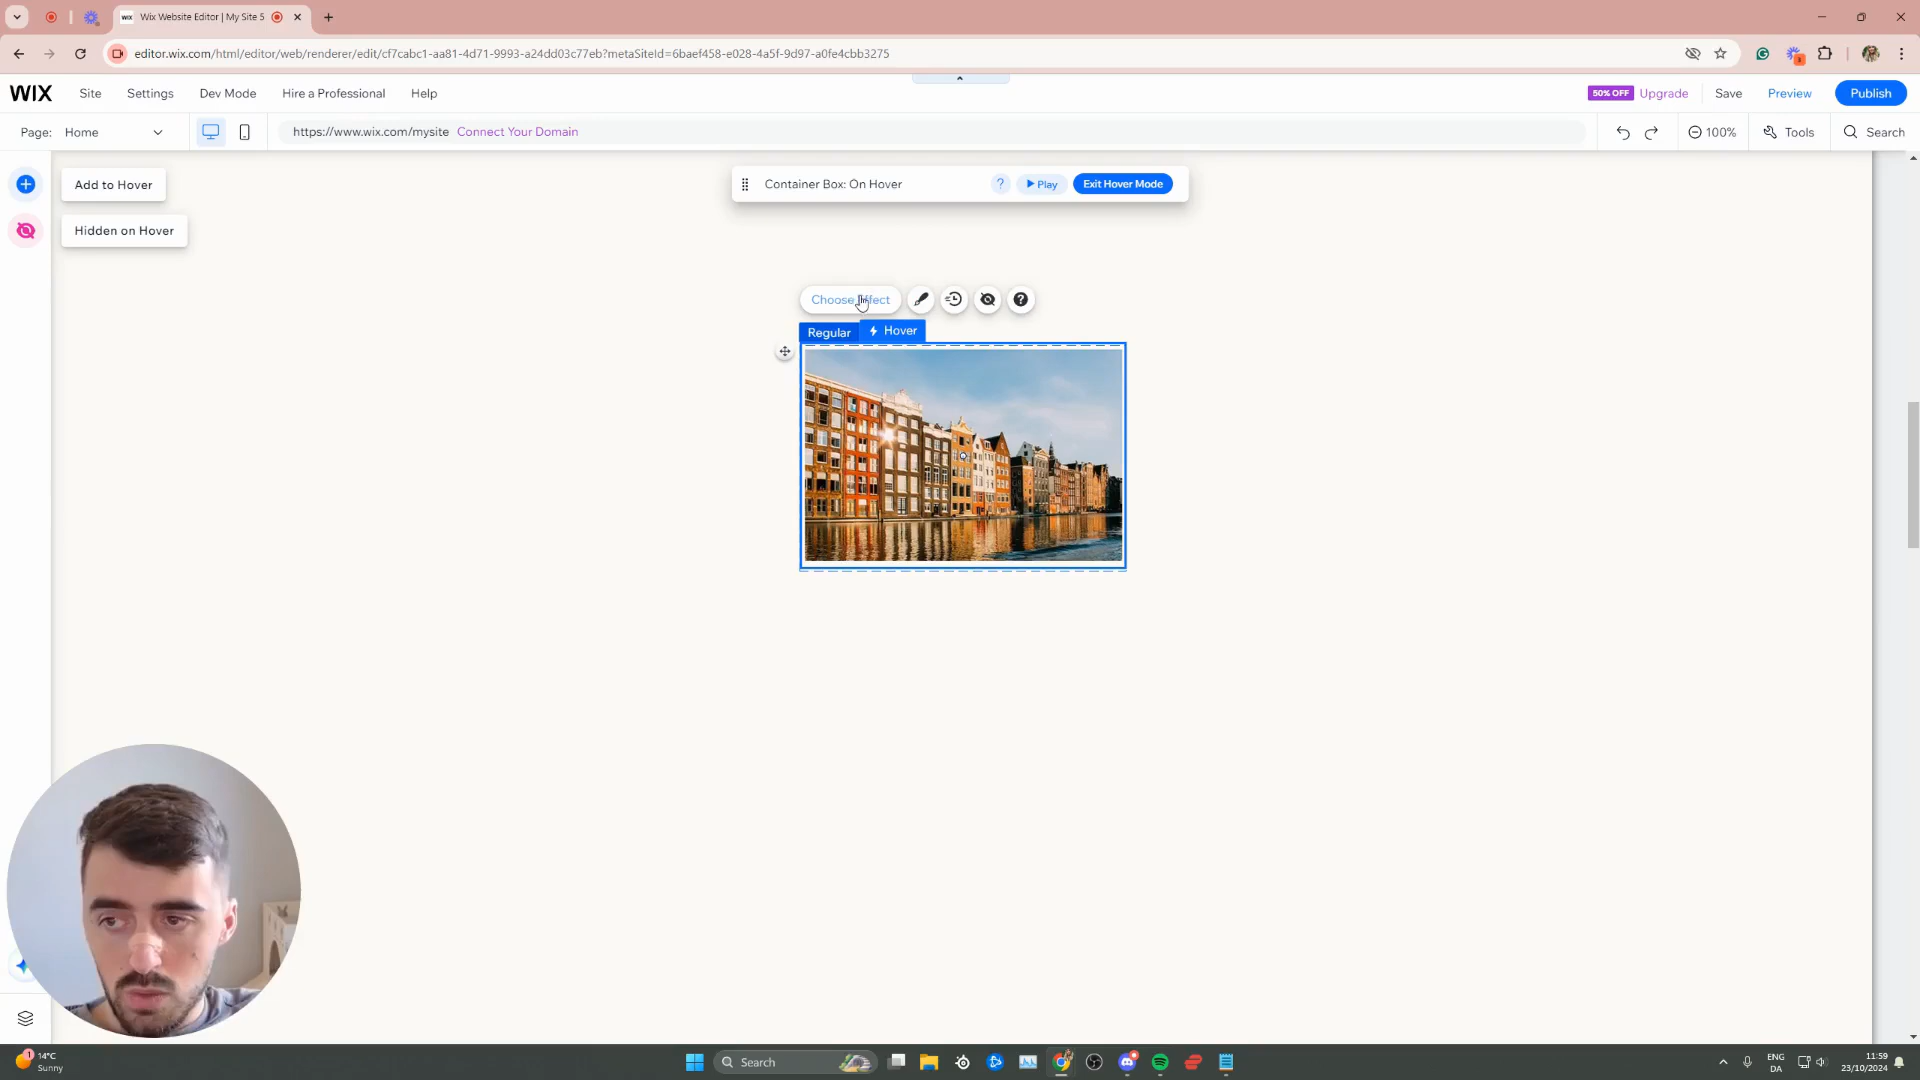 WIX Wix Website Editor | My Site 5
editor.wix.com/html/editor/web/renderer/edit/cf7cabc1-aa81-4d71-9993-a24dd03c77eb?metaSiteId=6baef458-e028-4a5f-9d97-a0fe4cbb3275
WIX Site Settings Dev Mode Hire a Professional Help 50% OFF Upgrade Save Preview Publish
Page: Home https://www.wix.com/mysite Connect Your Domain 100% Tools Search
Add to Hover Container Box: On Hover ? Play Exit Hover Mode
Hidden on Hover
Choose Effect ?
Regular Hover
14°C
Sunny
1
Search
ENG
DA
11:59
23/10/2024